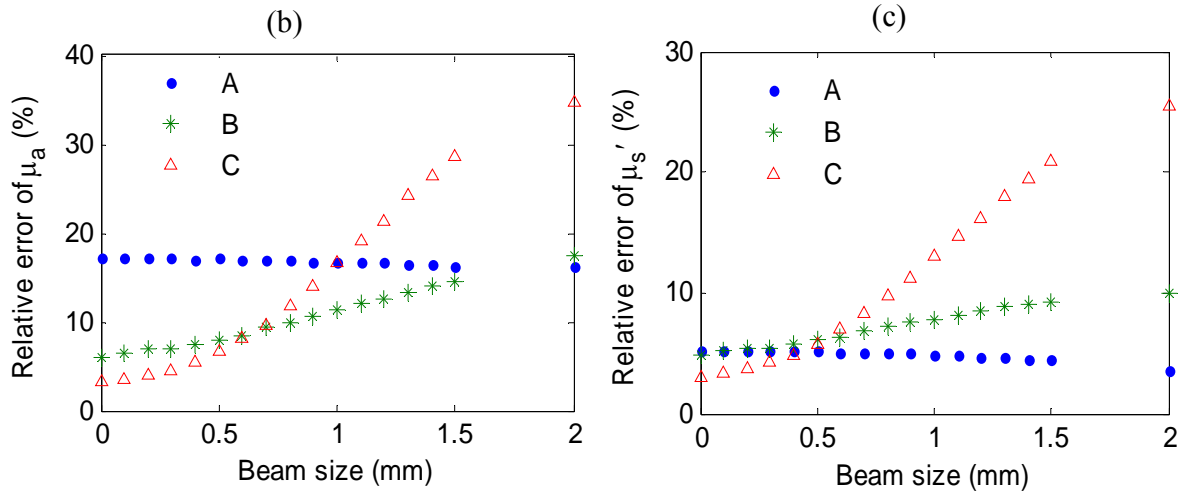 (b)
40
30
20
10
0
Relative error of μa (%)
A
B
C
0 0.5 1 1.5 2
Beam size (mm)
(c)
30
20
10
0
Relative error of μs' (%)
A
B
C
0 0.5 1 1.5 2
Beam size (mm)